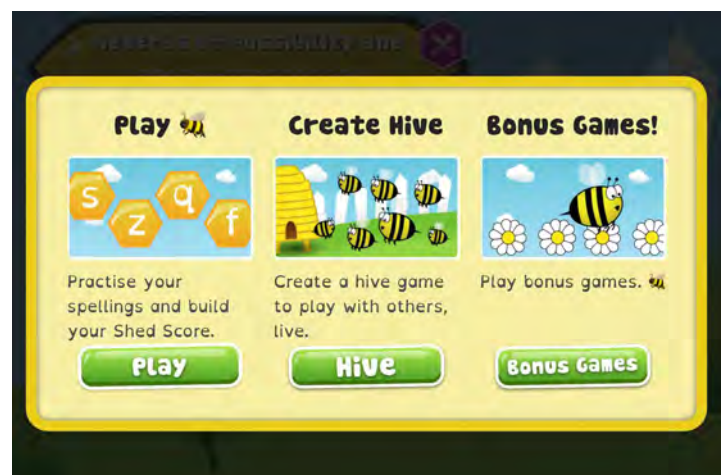 Play
Create Hive
Bonus Games!
s
z
q
f
Practise your
spellings and build
your Shed Score.
Create a hive game
to play with others,
live.
Play bonus games.
Play
Hive
Bonus Games